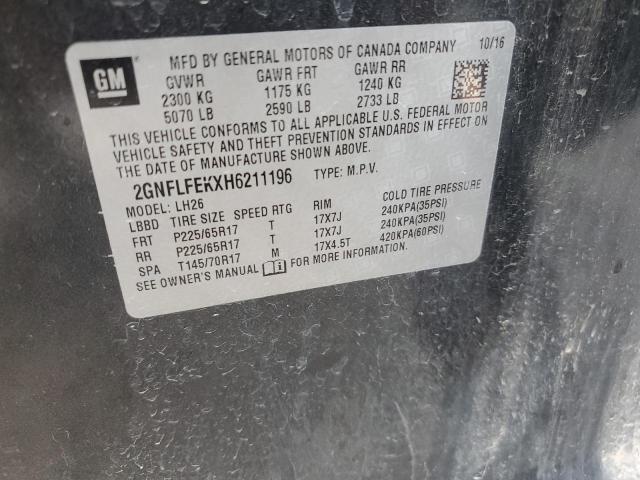 GM
MFD BY GENERAL MOTORS OF CANADA COMPANY 10/16
GVWR GAWR FRT GAWR RR
2300 KG 1175 KG 1240 KG
5070 LB 2590 LB 2733 LB
THIS VEHICLE CONFORMS TO ALL APPLICABLE U.S. FEDERAL MOTOR
VEHICLE SAFETY AND THEFT PREVENTION STANDARDS IN EFFECT ON
THE DATE OF MANUFACTURE SHOWN ABOVE.
2GNFLFEKXH6211196 TYPE: M.P.V.
MODEL: LH26
LBBD TIRE SIZE SPEED RTG RIM COLD TIRE PRESSURE
FRT P225/65R17 T 17X7J 240KPA(35PSI)
RR P225/65R17 T 17X7J 240KPA(35PSI)
SPA T145/70R17 M 17X4.5T 420KPA(60PSI)
SEE OWNER'S MANUAL FOR MORE INFORMATION.